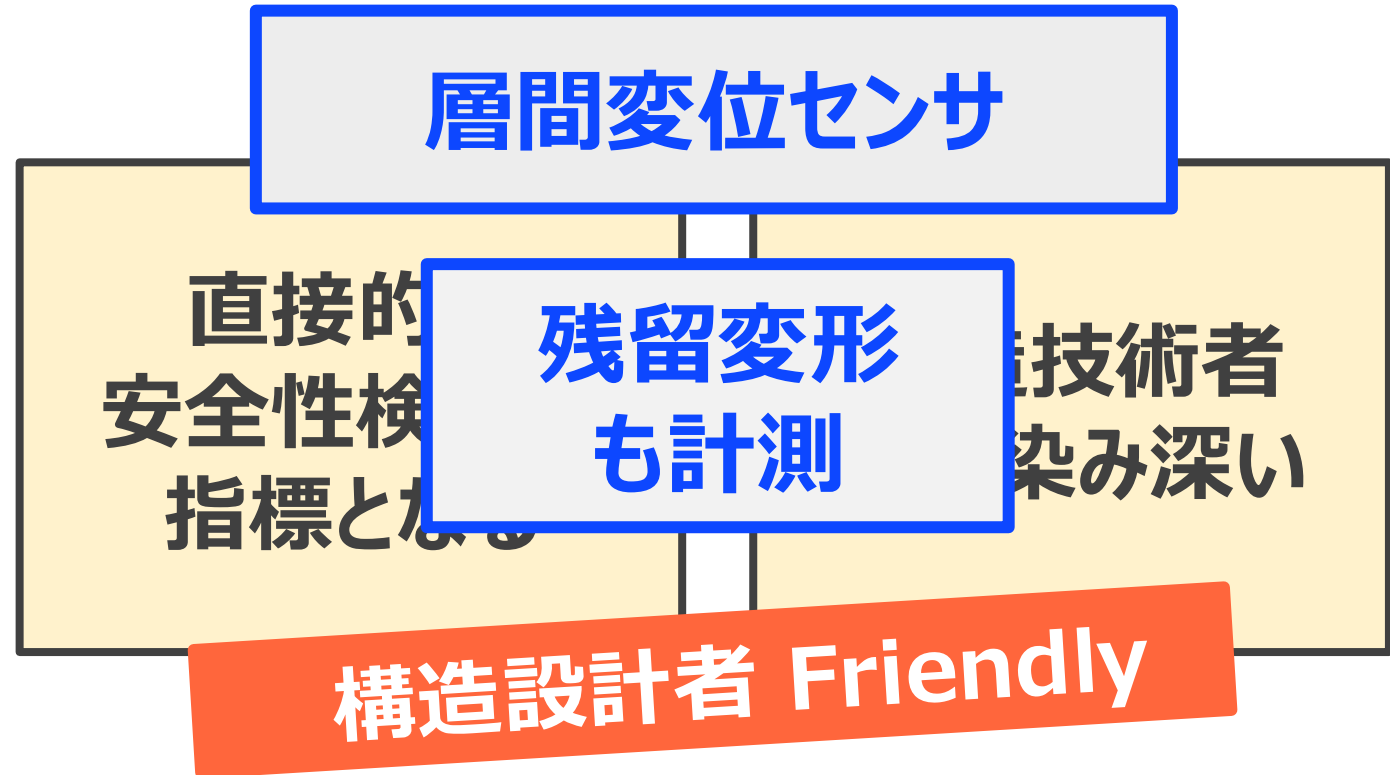 層間変位センサ
直接的
安全性検
指標となる
残留変形
も計測
造技術者
染み深い
構造設計者 Friendly